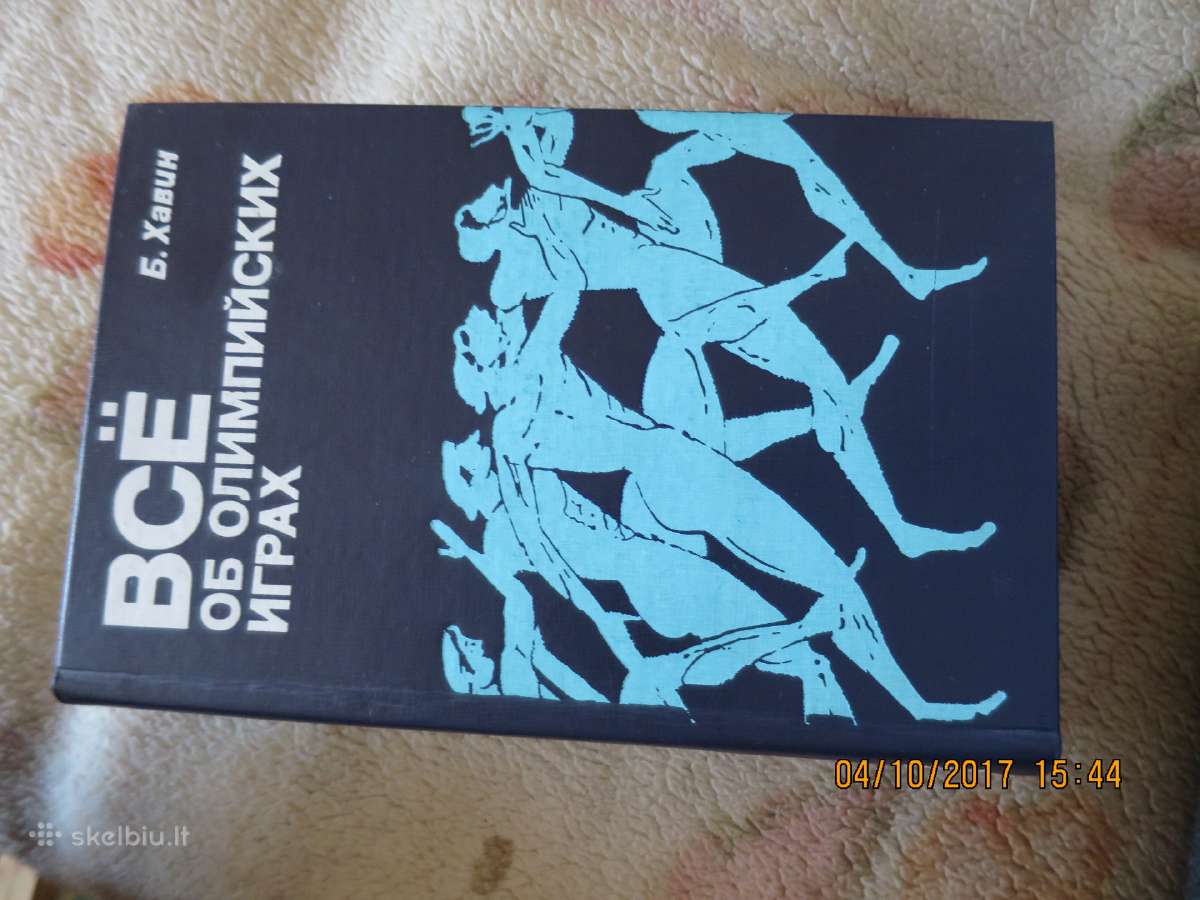 Б. Хавин
ВСЁ
ОБ ОЛИМПИЙСКИХ
ИГРАХ
04/10/2017 15:44
skelbiu.lt